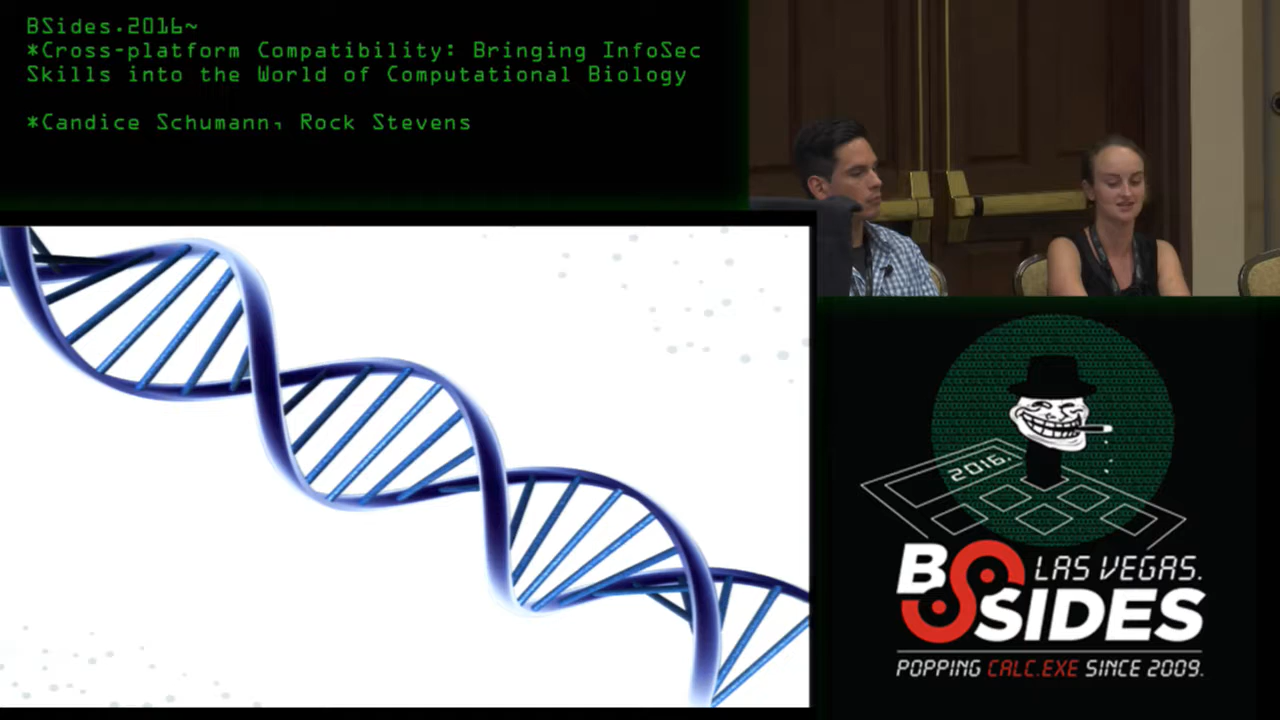 BSides.2016~
*Cross-platform Compatibility: Bringing InfoSec
Skills into the World of Computational Biology
*Candice Schumann, Rock Stevens
2016.
BSIDES
LAS VEGAS.
POPPING CALC.EXE SINCE 2009.